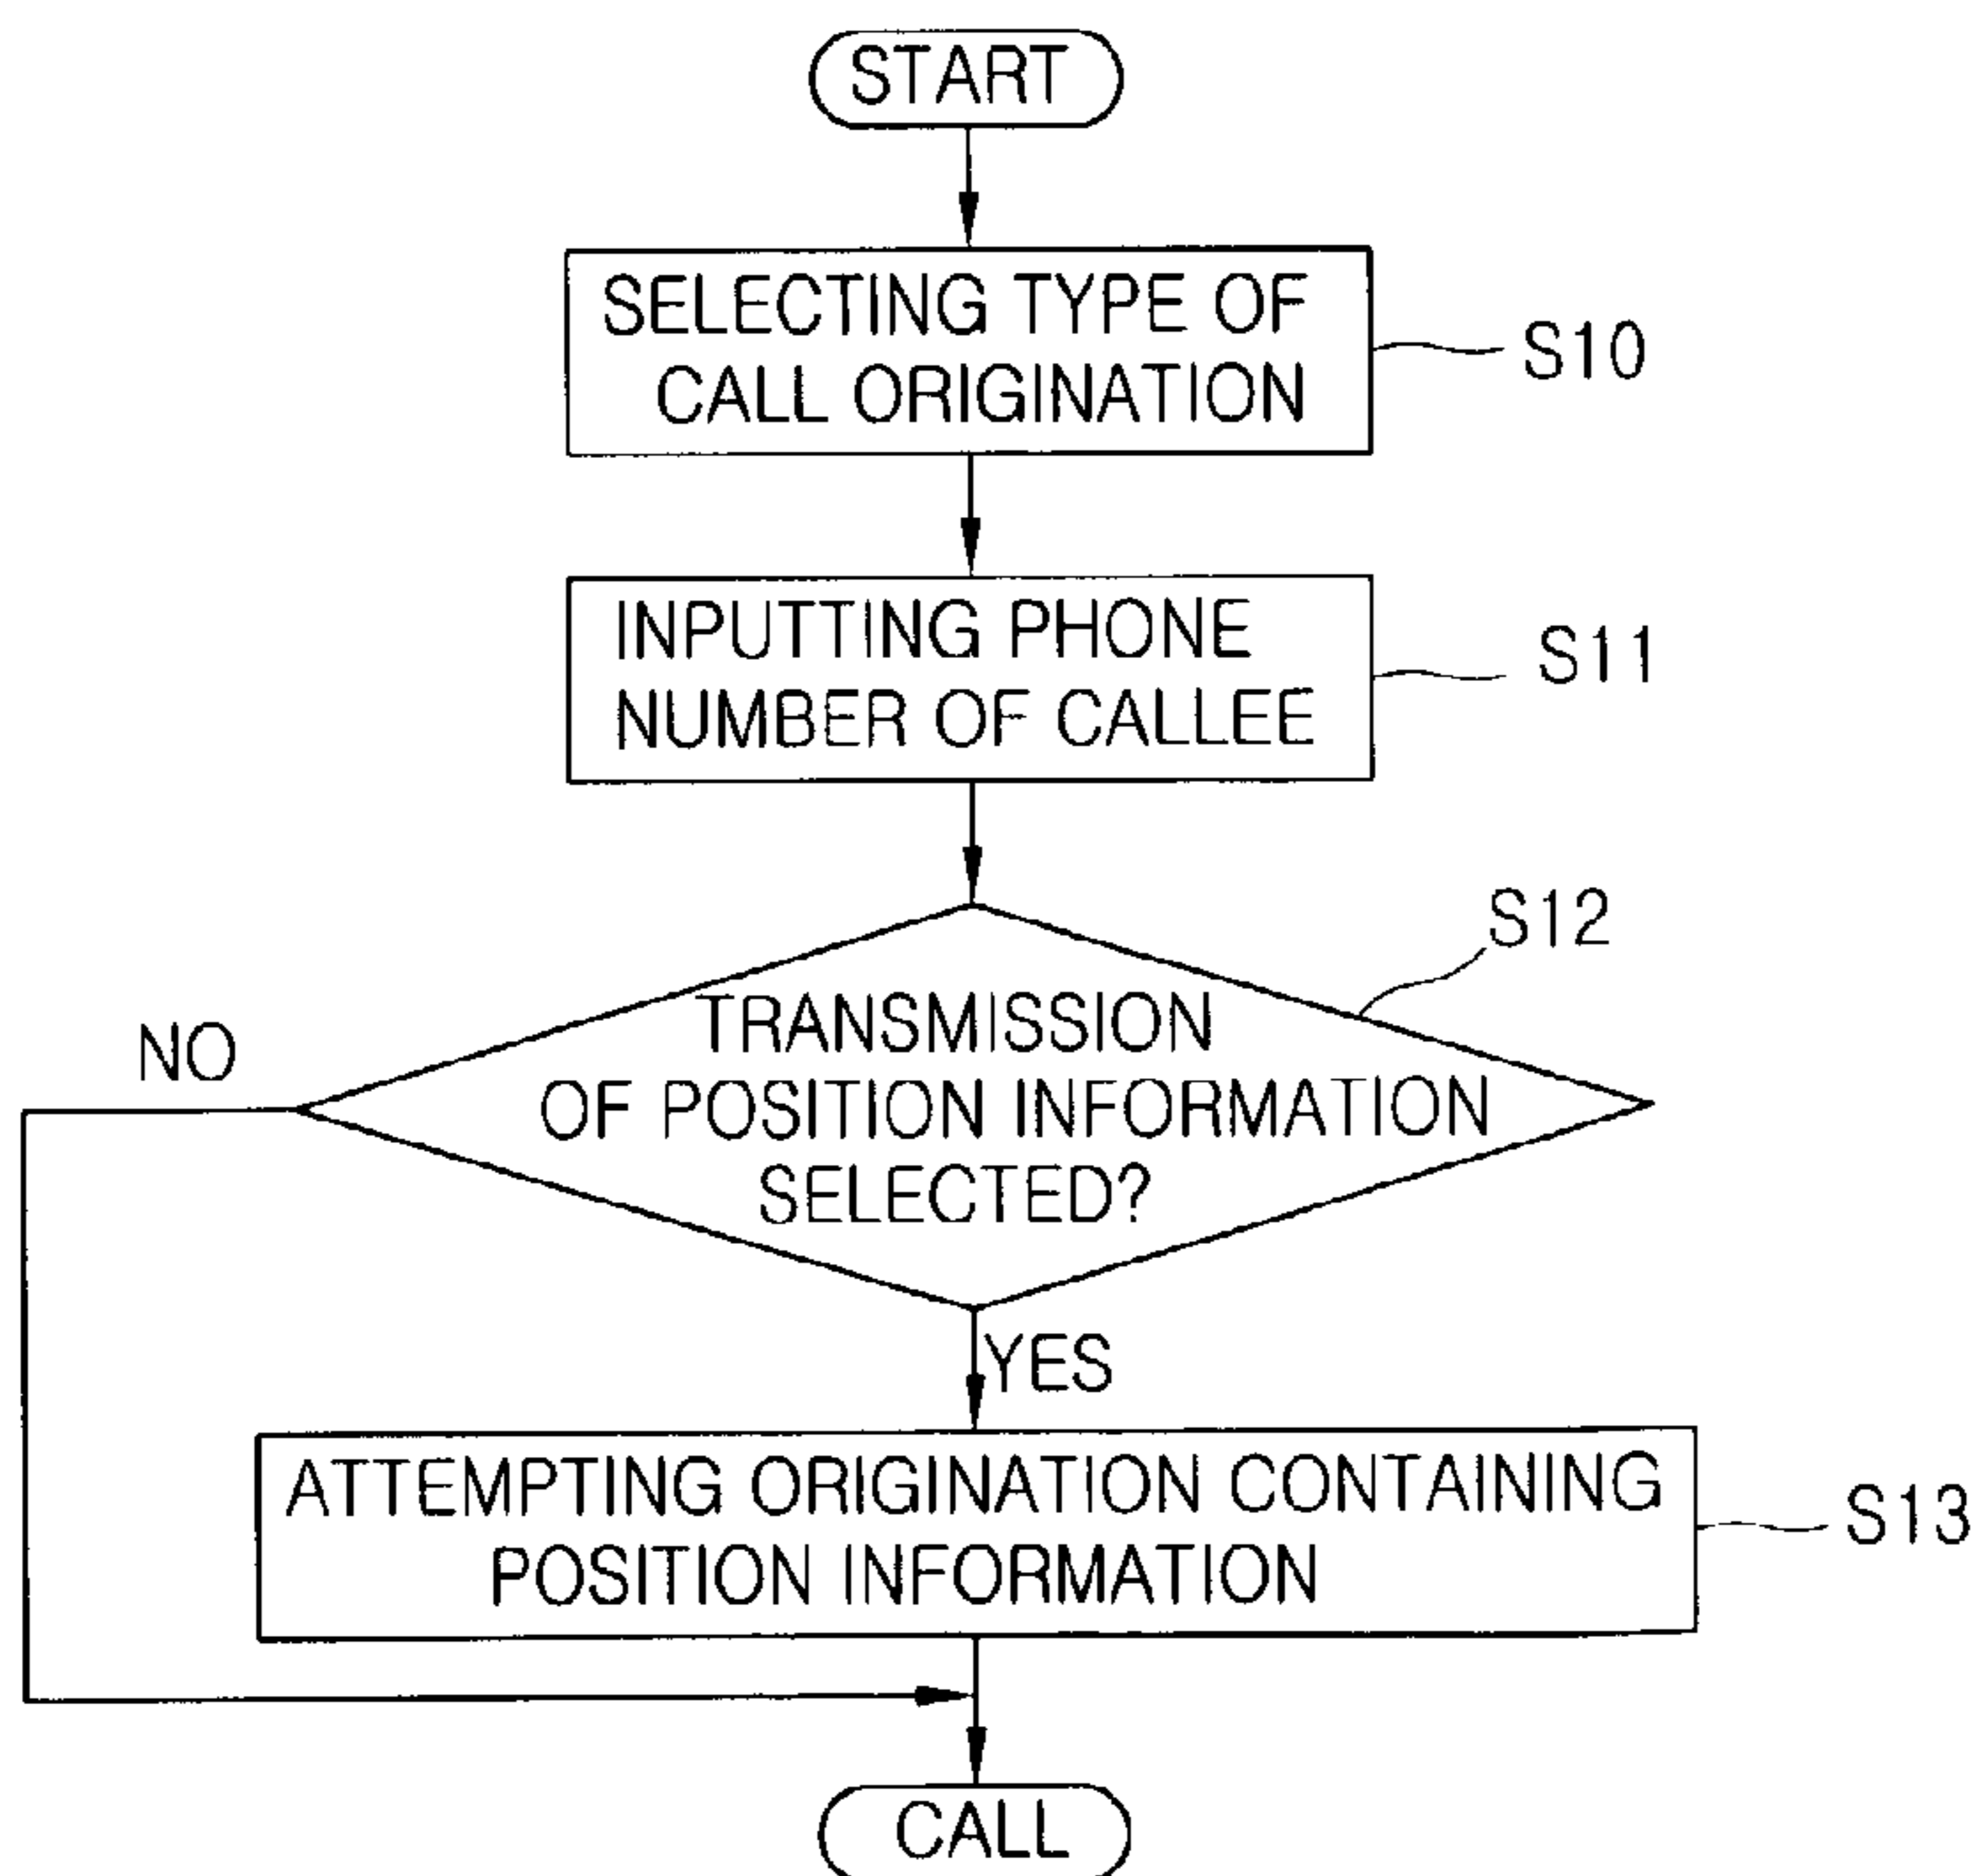 START
SELECTING TYPE OF
CALL ORIGINATION
S10
INPUTTING PHONE
NUMBER OF CALLEE
S11
S12
TRANSMISSION
OF POSITION INFORMATION
SELECTED?
NO
YES
ATTEMPTING ORIGINATION CONTAINING
POSITION INFORMATION
S13
CALL